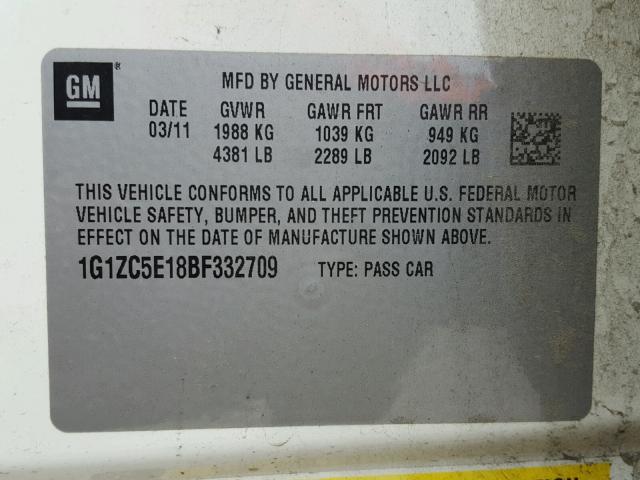 GM®
MFD BY GENERAL MOTORS LLC
DATE GVWR GAWR FRT GAWR RR
03/11 1988 KG 1039 KG 949 KG
4381 LB 2289 LB 2092 LB
THIS VEHICLE CONFORMS TO ALL APPLICABLE U.S. FEDERAL MOTOR
VEHICLE SAFETY, BUMPER, AND THEFT PREVENTION STANDARDS IN
EFFECT ON THE DATE OF MANUFACTURE SHOWN ABOVE.
1G1ZC5E18BF332709 TYPE: PASS CAR